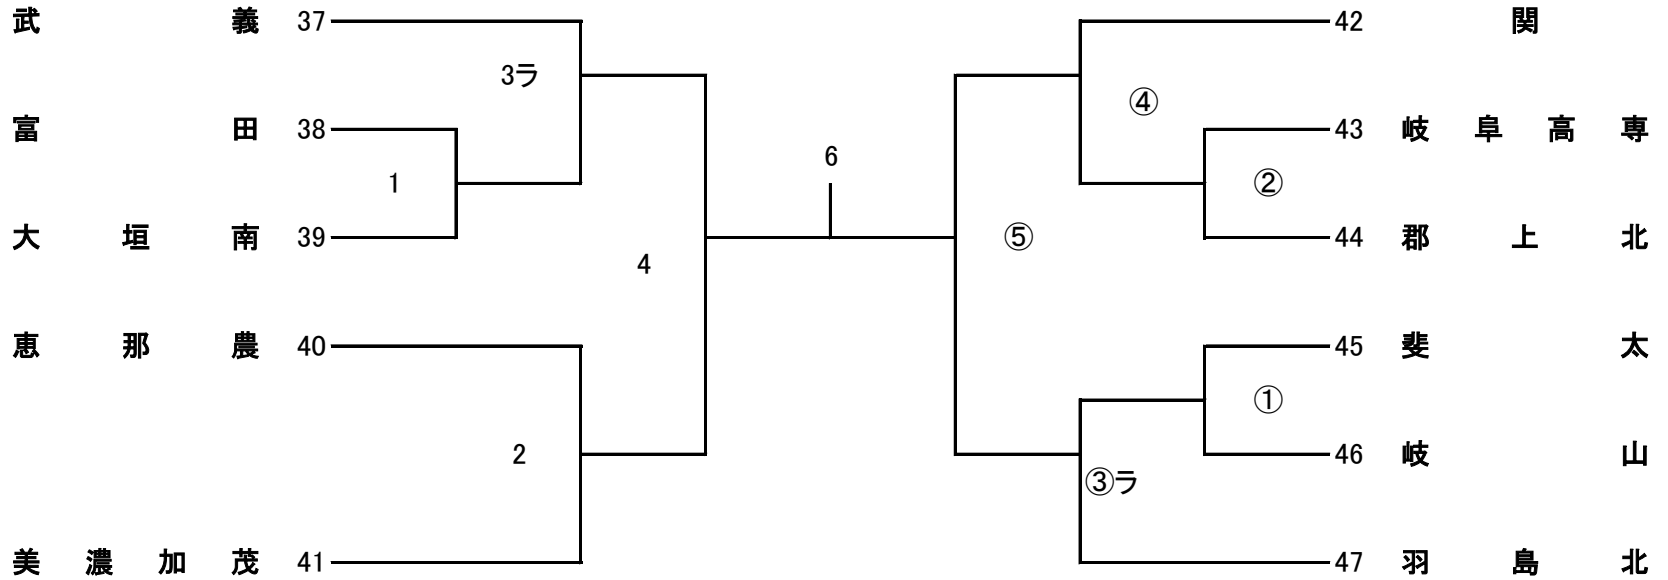 武義 37
3ラ
富田 38
1
大垣南 39
4
恵那農 40
2
美濃加茂 41
6
42 関
④
43 岐阜高専
②
44 郡上北
⑤
45 斐太
①
46 岐山
③ラ
47 羽島北